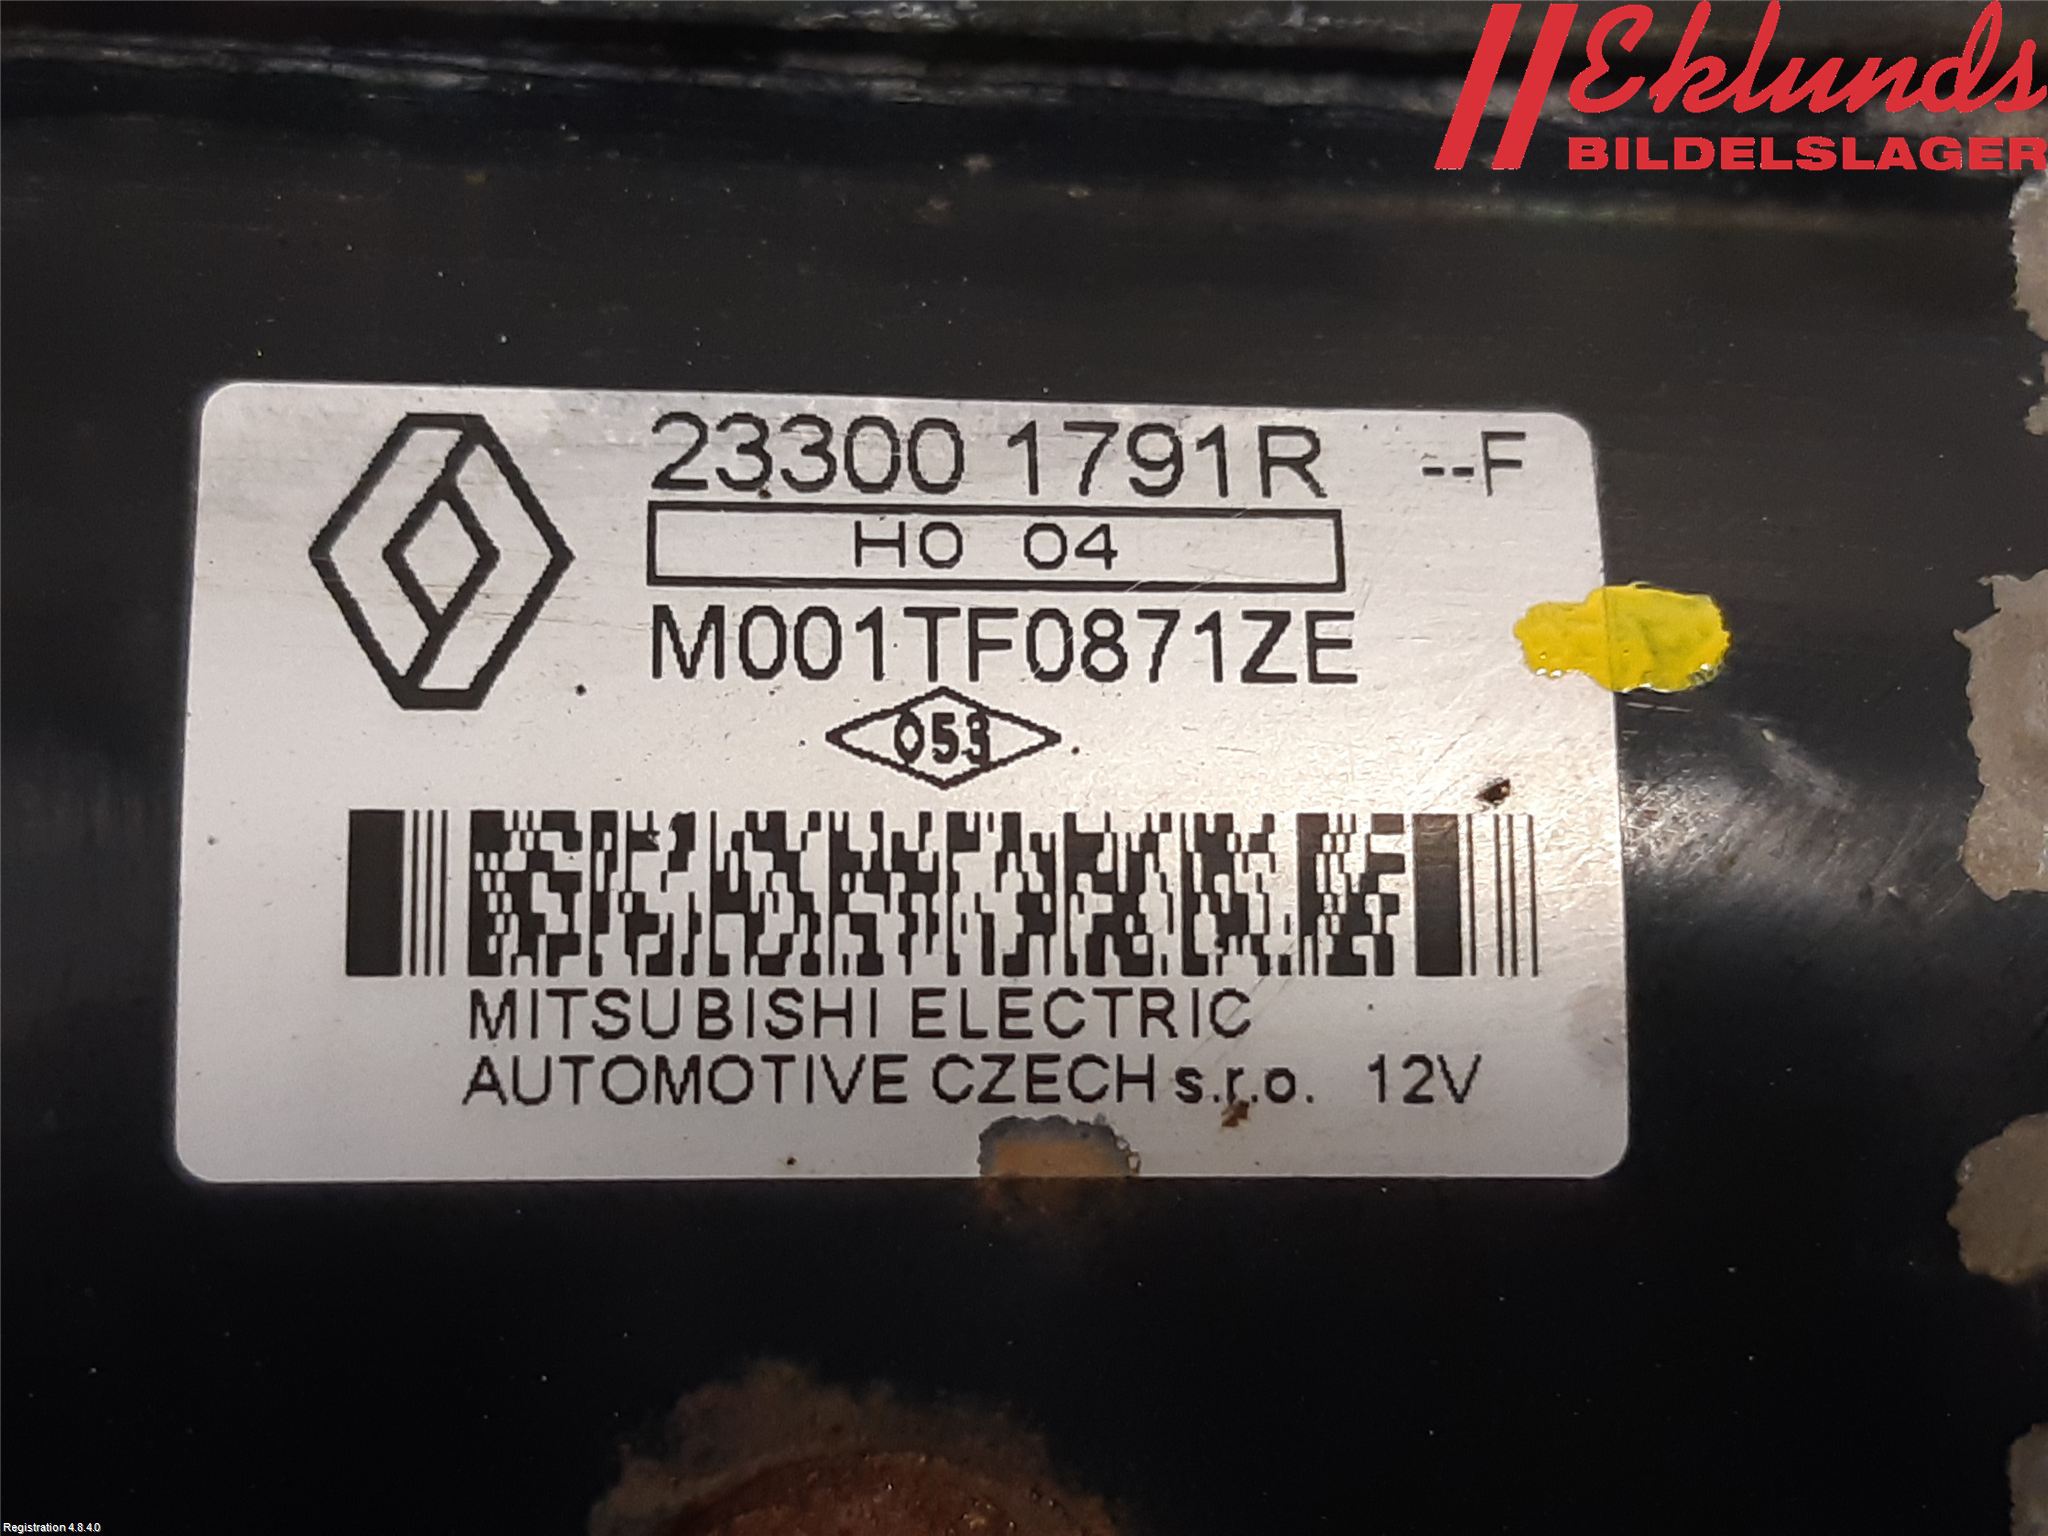 Eklunds
BILDELSLAGER
23300 1791R --F
H0 04
M001TF0871ZE
053
MITSUBISHI ELECTRIC
AUTOMOTIVE CZECH s.r.o. 12V
Registration 4.8.4.0